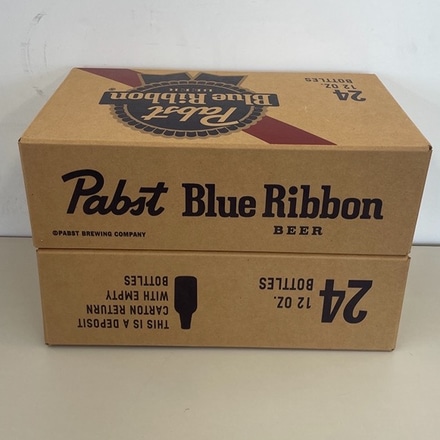 Pabst
Blue Ribbon
BEER
24
12 OZ.
BOTTLES
Pabst Blue Ribbon
BEER
©PABST BREWING COMPANY
24
12 OZ.
BOTTLES
THIS IS A DEPOSIT
CARTON RETURN
WITH EMPTY
BOTTLES